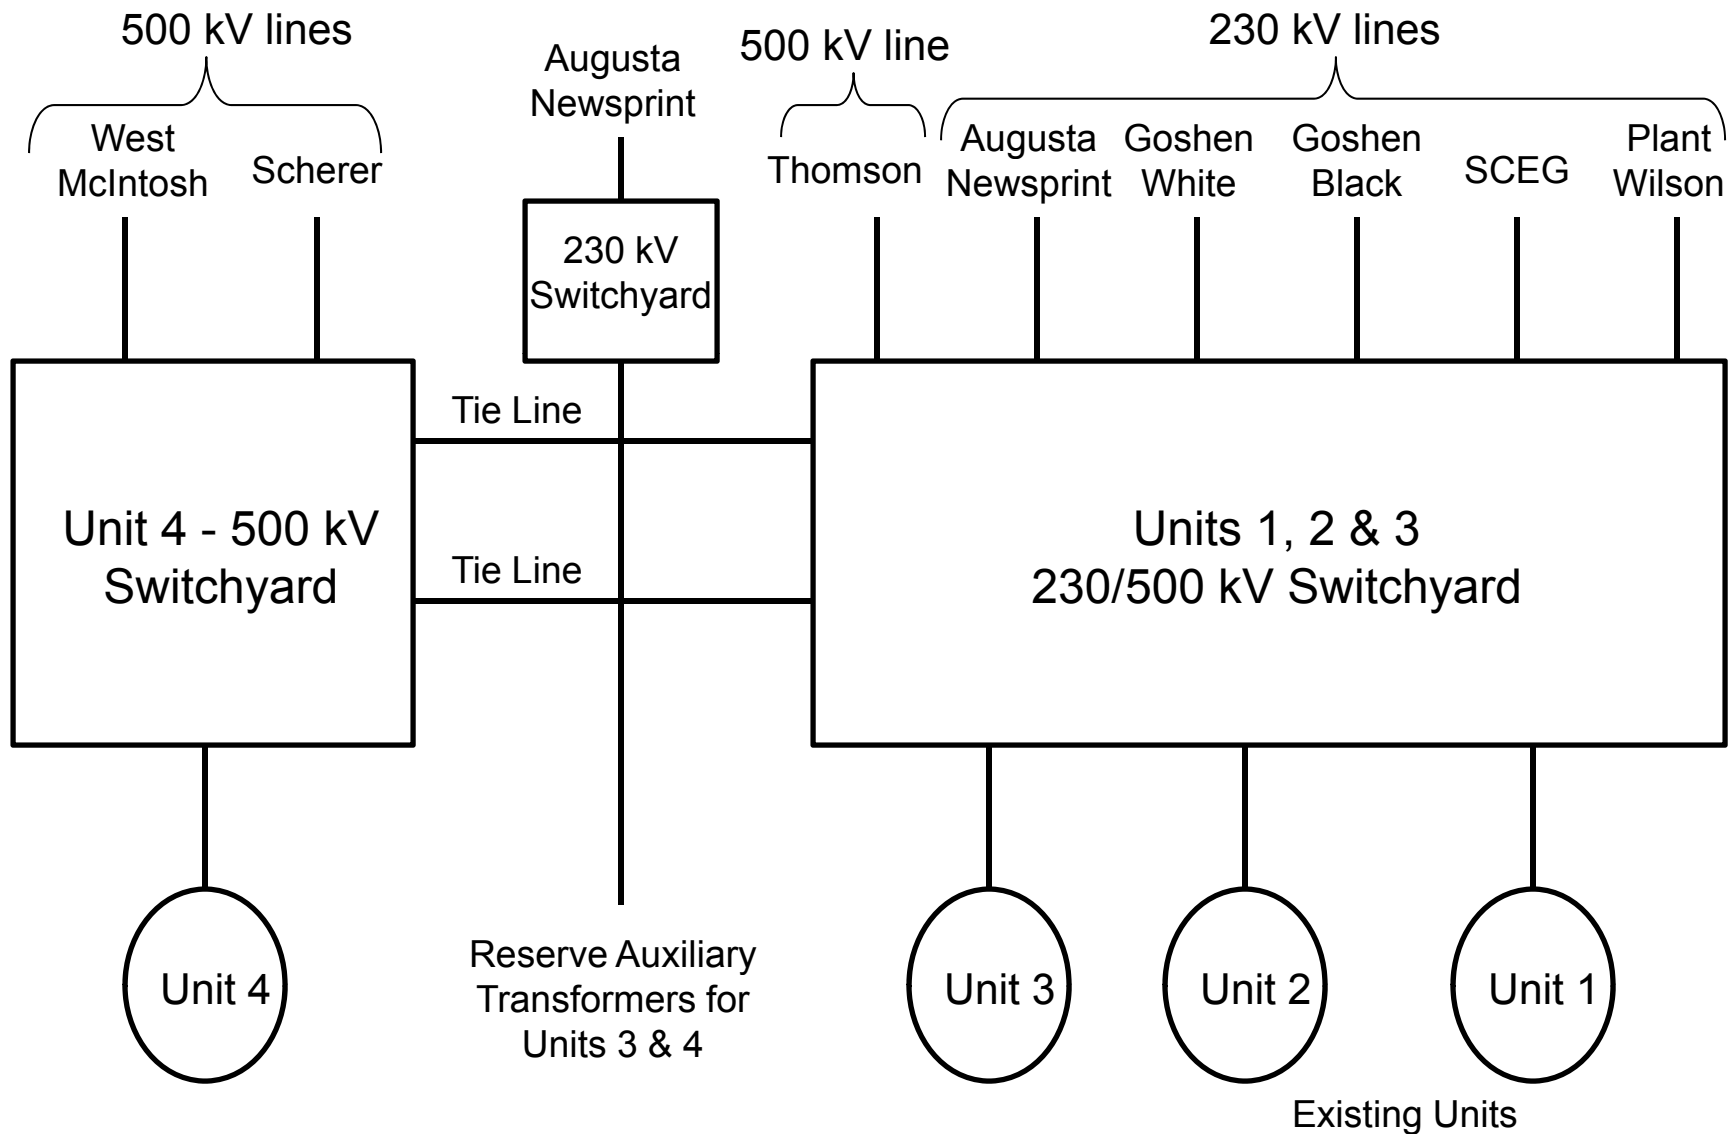 500 kV lines
Augusta
Newsprint
500 kV line
230 kV lines
West
McIntosh
Scherer
Thomson
Augusta
Newsprint
Goshen
White
Goshen
Black
SCEG
Plant
Wilson
230 kV
Switchyard
Tie Line
Tie Line
Unit 4 - 500 kV
Switchyard
Units 1, 2 & 3
230/500 kV Switchyard
Unit 4
Reserve Auxiliary
Transformers for
Units 3 & 4
Unit 3
Unit 2
Unit 1
Existing Units